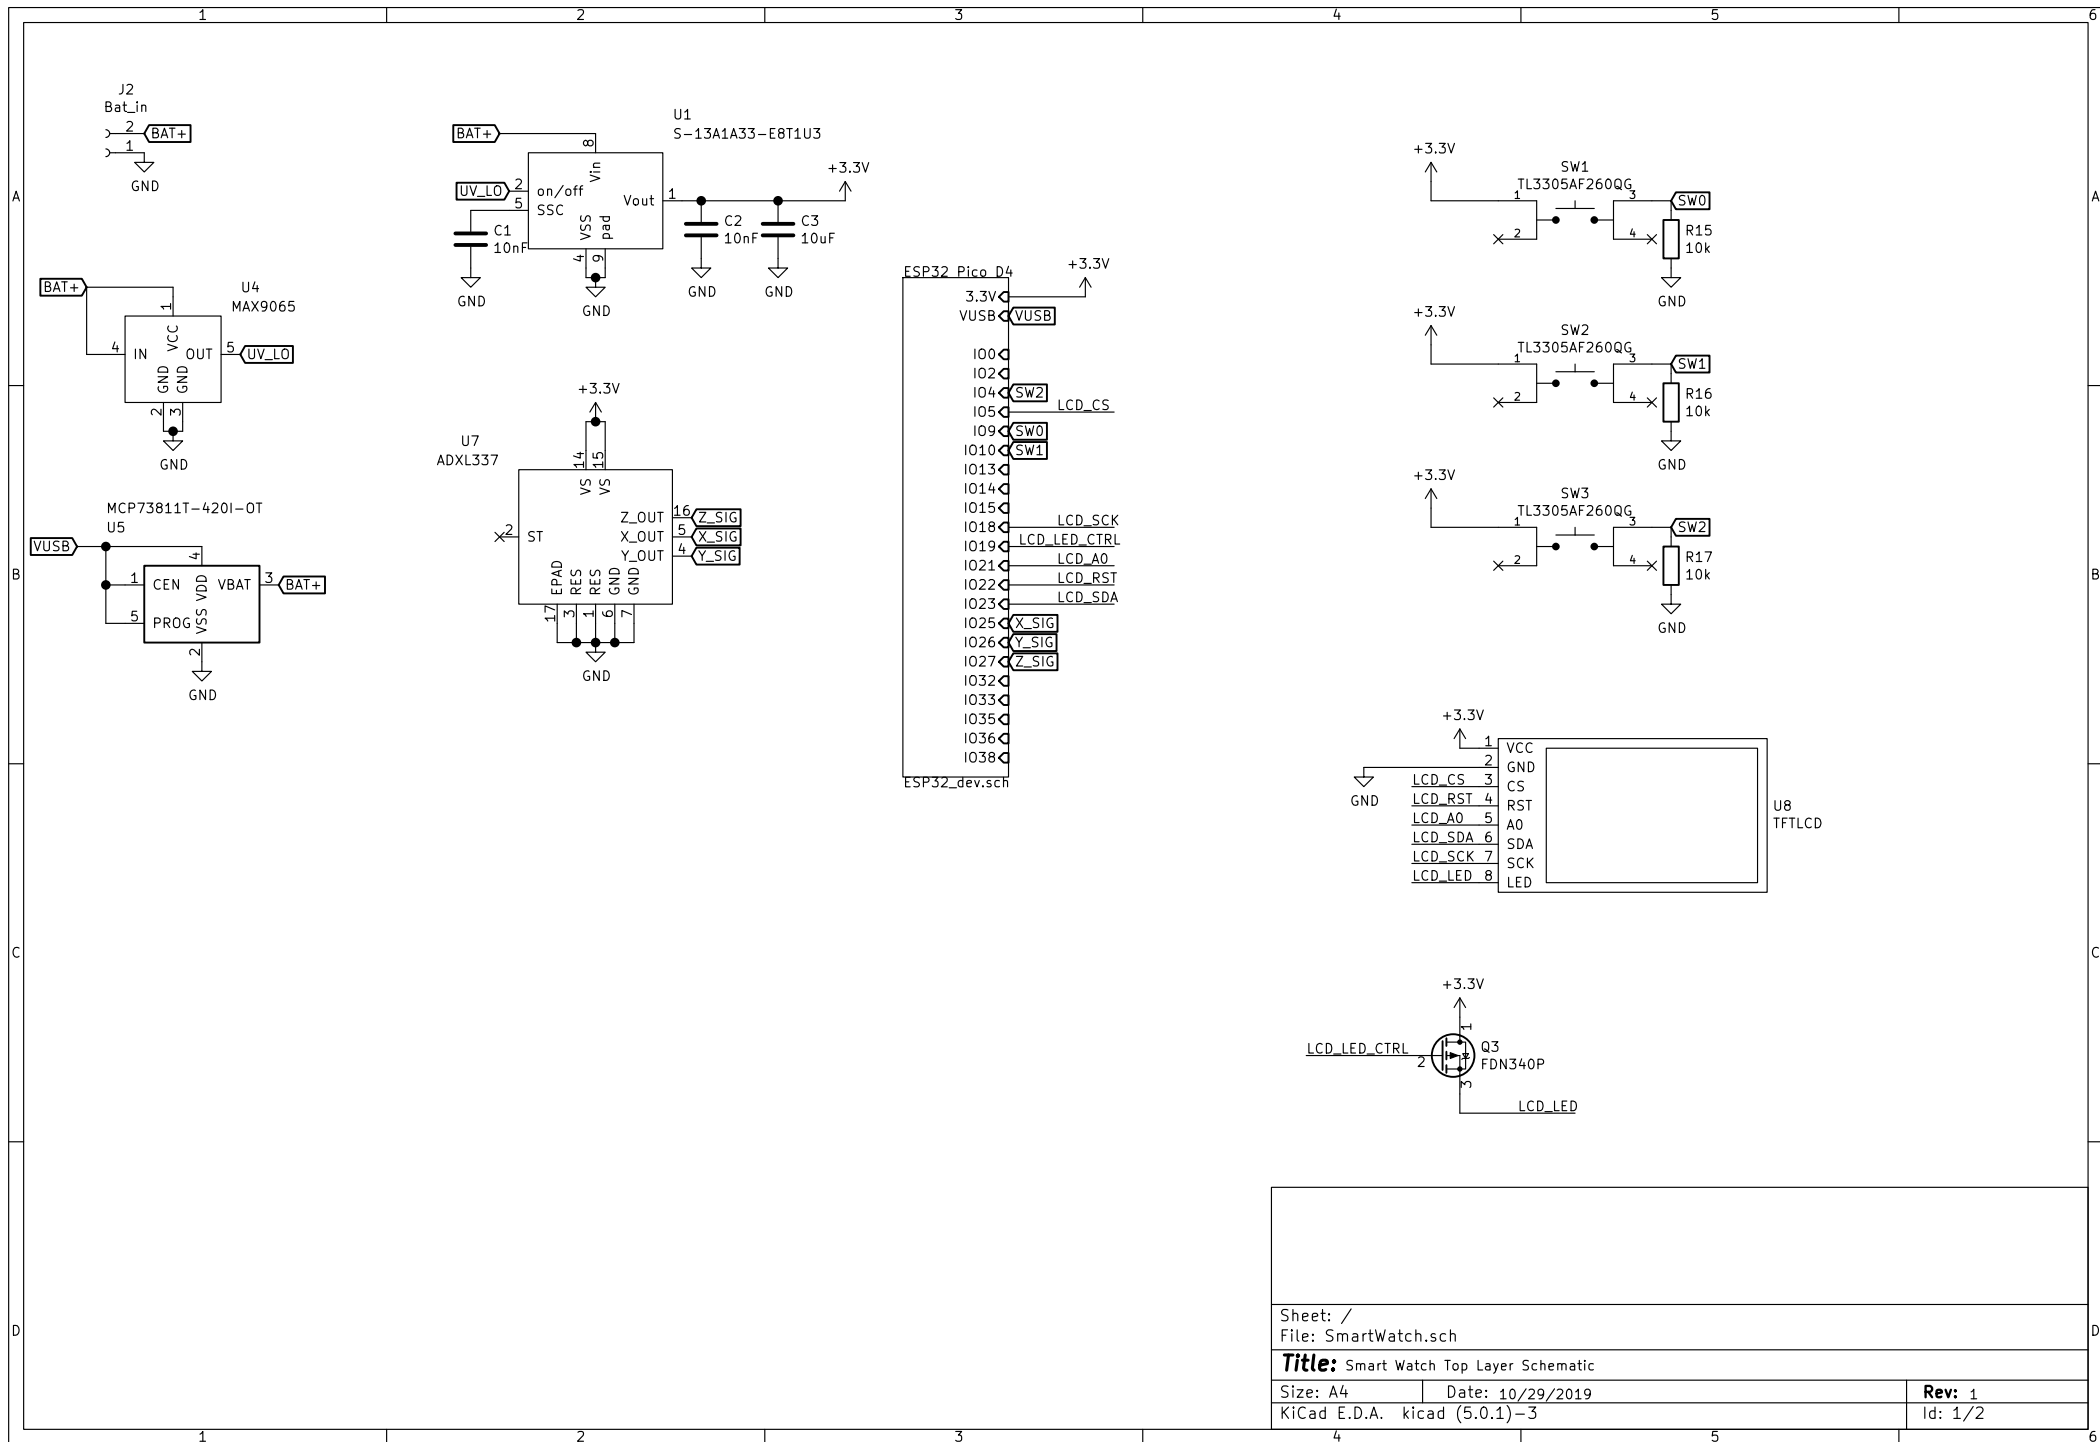 1 2 3 4 5 6
A
B
C
D
A
B
C
D
1 2 3 4 5 6
J2
Bat_in
2 BAT+
1
GND
BAT+
U4
MAX9065
1
VCC
4 IN OUT 5 UV_LO
GND GND
2 3
GND
MCP73811T-420I-OT
U5
VUSB
4
1 CEN VDD VBAT 3 BAT+
5 PROG VSS
2
GND
U1
S-13A1A33-E8T1U3
BAT+
8
Vin
+3.3V
UV_LO 2 on/off
Vout 1
5 SSC
VSS pad
4 9
C1
10nF
GND
GND
C2
10nF
GND
C3
10uF
GND
+3.3V
U7
ADXL337
14 15
VS VS
2 ST
Z_OUT 16 Z_SIG
X_OUT 5 X_SIG
Y_OUT 4 Y_SIG
EPAD RES RES GND GND
17 3 1 6 7
GND
ESP32 Pico D4
+3.3V
3.3V
VUSB VUSB
IO0
IO2
IO4 SW2
IO5 LCD_CS
IO9 SW0
IO10 SW1
IO13
IO14
IO15
IO18 LCD_SCK
IO19 LCD_LED_CTRL
IO21 LCD_A0
IO22 LCD_RST
IO23 LCD_SDA
IO25 X_SIG
IO26 Y_SIG
IO27 Z_SIG
IO32
IO33
IO35
IO36
IO38
ESP32_dev.sch
+3.3V
SW1
TL3305AF260QG
1 3 SW0
2 4
R15
10k
GND
+3.3V
SW2
TL3305AF260QG
1 3 SW1
2 4
R16
10k
GND
+3.3V
SW3
TL3305AF260QG
1 3 SW2
2 4
R17
10k
GND
+3.3V
1 VCC
2 GND
GND
LCD_CS 3 CS
LCD_RST 4 RST
LCD_A0 5 A0
LCD_SDA 6 SDA
LCD_SCK 7 SCK
LCD_LED 8 LED
U8
TFTLCD
+3.3V
1
LCD_LED_CTRL 2
Q3
FDN340P
3
LCD_LED
Sheet: /
File: SmartWatch.sch
Title: Smart Watch Top Layer Schematic
Size: A4 Date: 10/29/2019 Rev: 1
KiCad E.D.A. kicad (5.0.1)-3 Id: 1/2